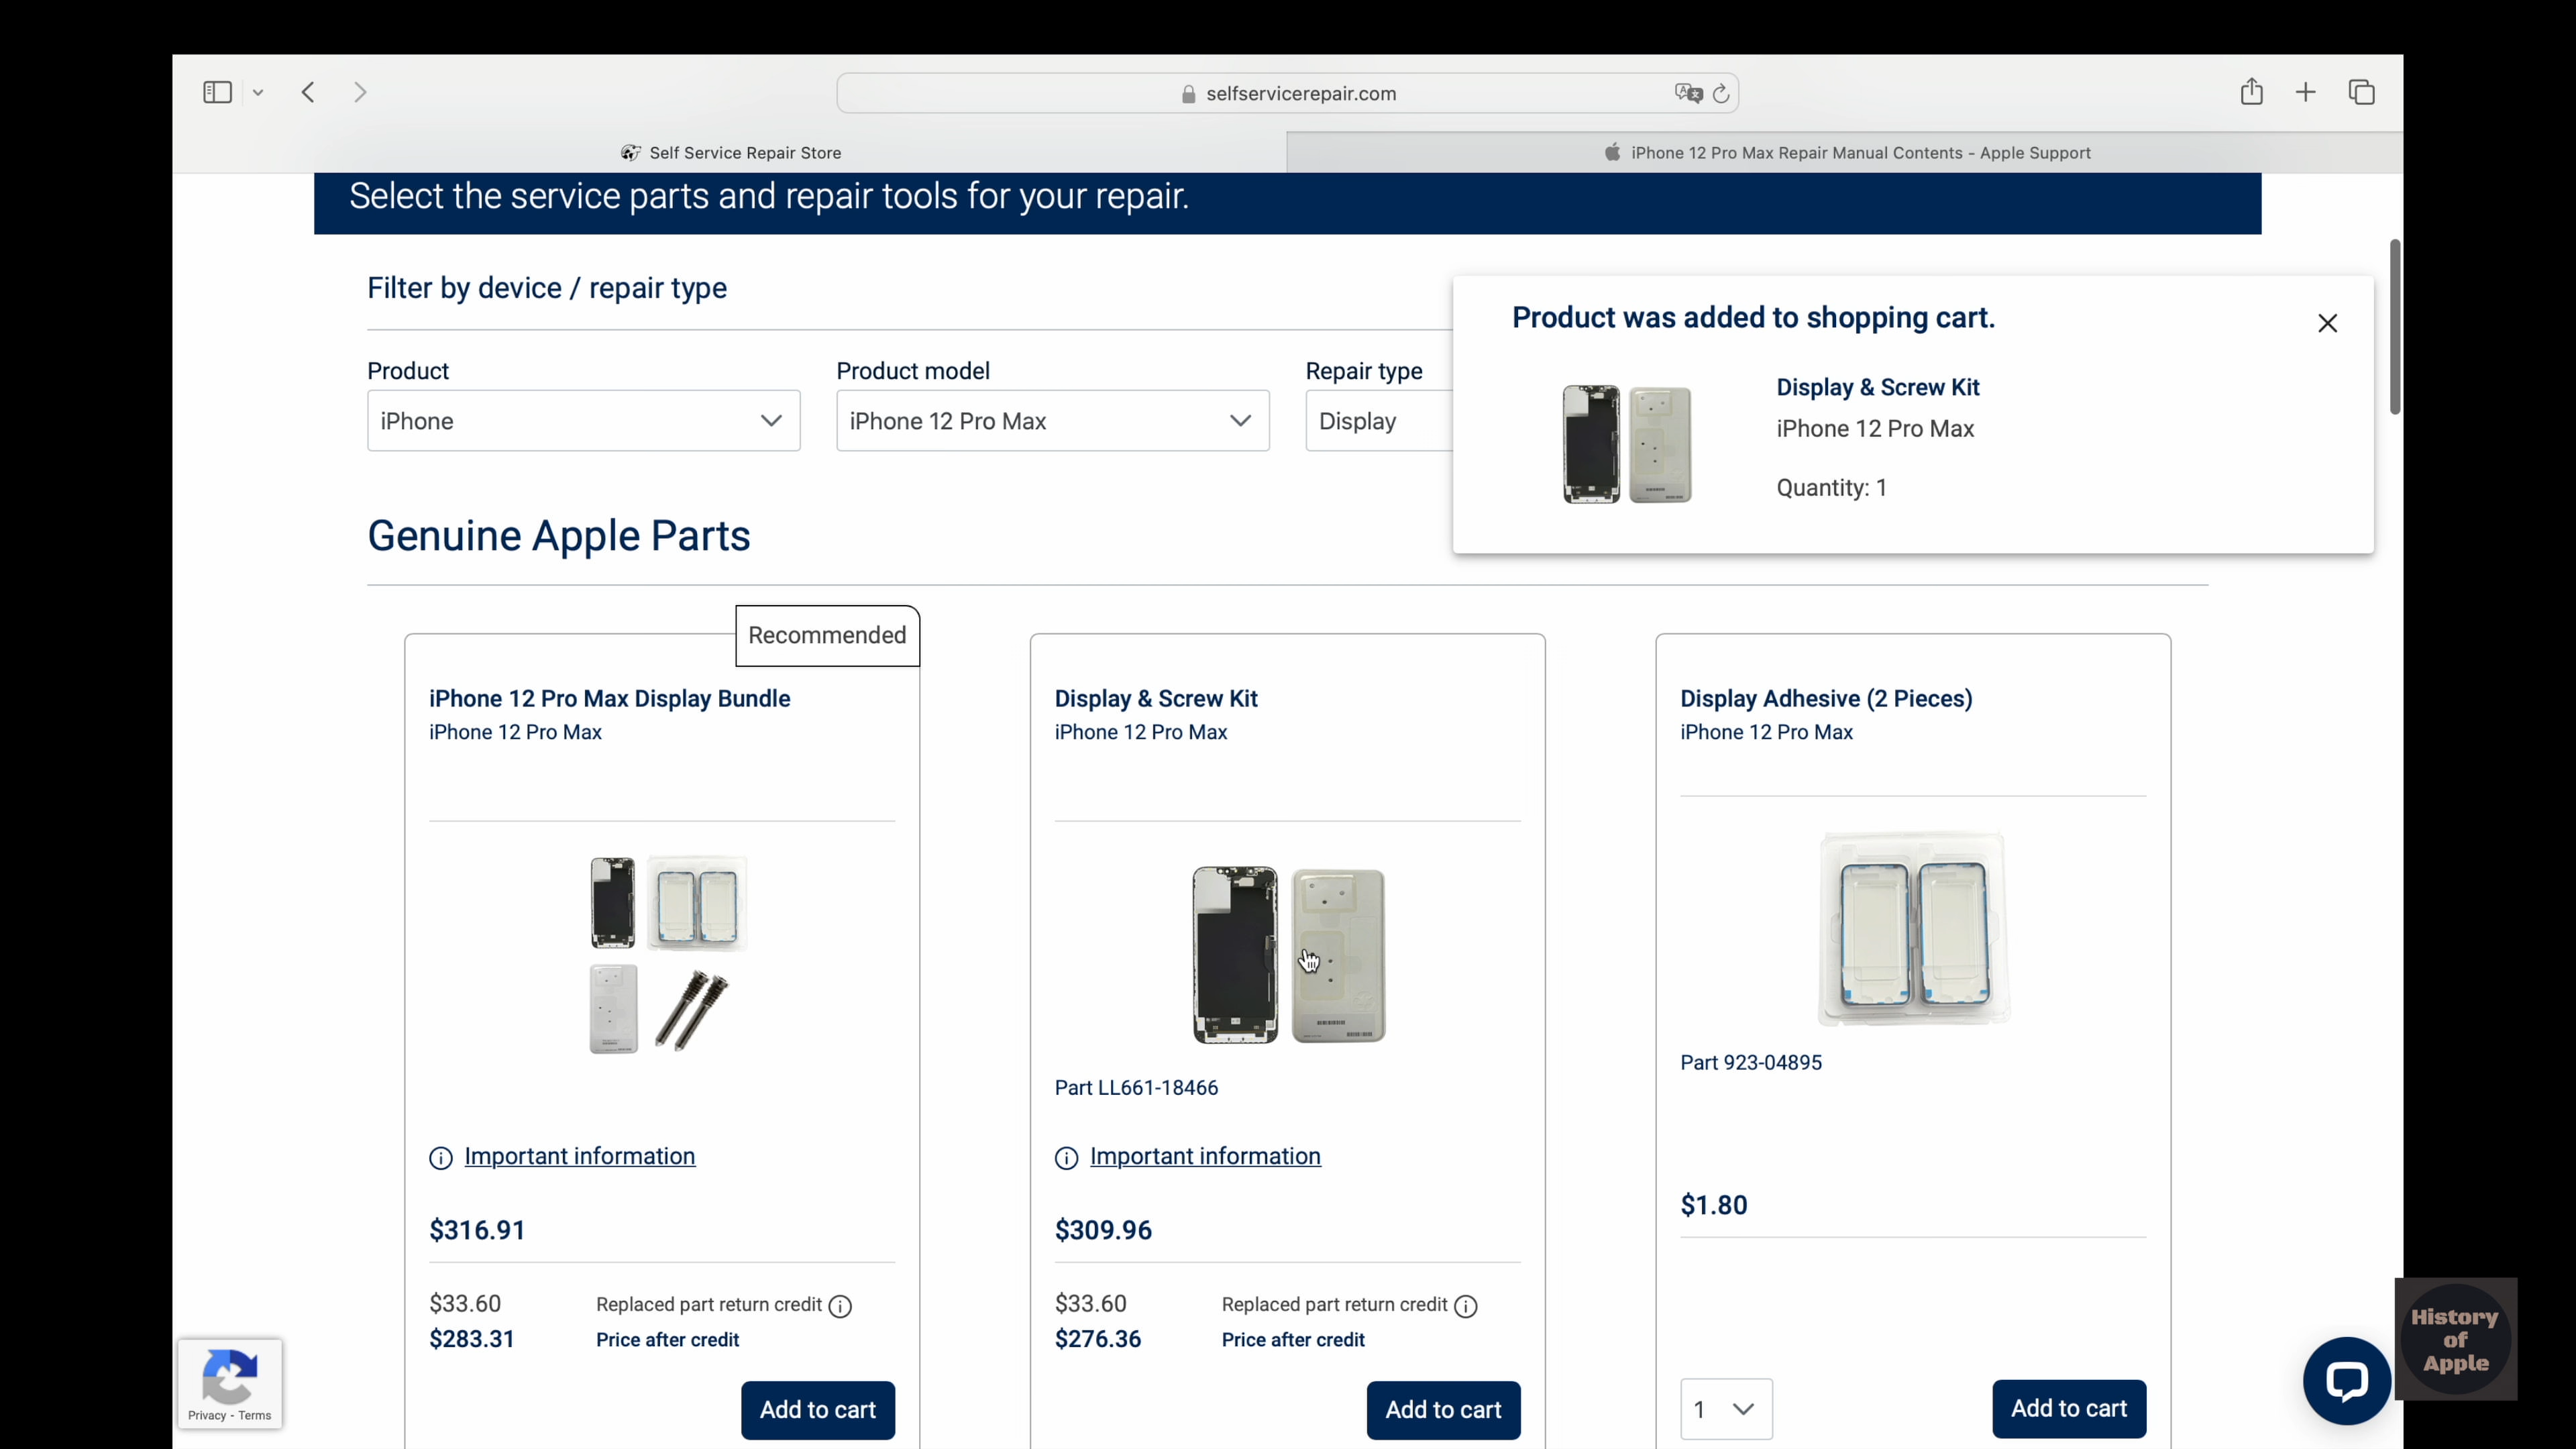 selfservicerepair.com
Self Service Repair Store
iPhone 12 Pro Max Repair Manual Contents - Apple Support
Select the service parts and repair tools for your repair.
Filter by device / repair type
Product
iPhone
Product model
iPhone 12 Pro Max
Repair type
Display
Product was added to shopping cart.
Display & Screw Kit
iPhone 12 Pro Max
Quantity: 1
Genuine Apple Parts
Recommended
iPhone 12 Pro Max Display Bundle
iPhone 12 Pro Max
Important information
$316.91
$33.60 Replaced part return credit
$283.31 Price after credit
Add to cart
Display & Screw Kit
iPhone 12 Pro Max
Part LL661-18466
Important information
$309.96
$33.60 Replaced part return credit
$276.36 Price after credit
Add to cart
Display Adhesive (2 Pieces)
iPhone 12 Pro Max
Part 923-04895
$1.80
1
Add to cart
Privacy - Terms
History
of
Apple